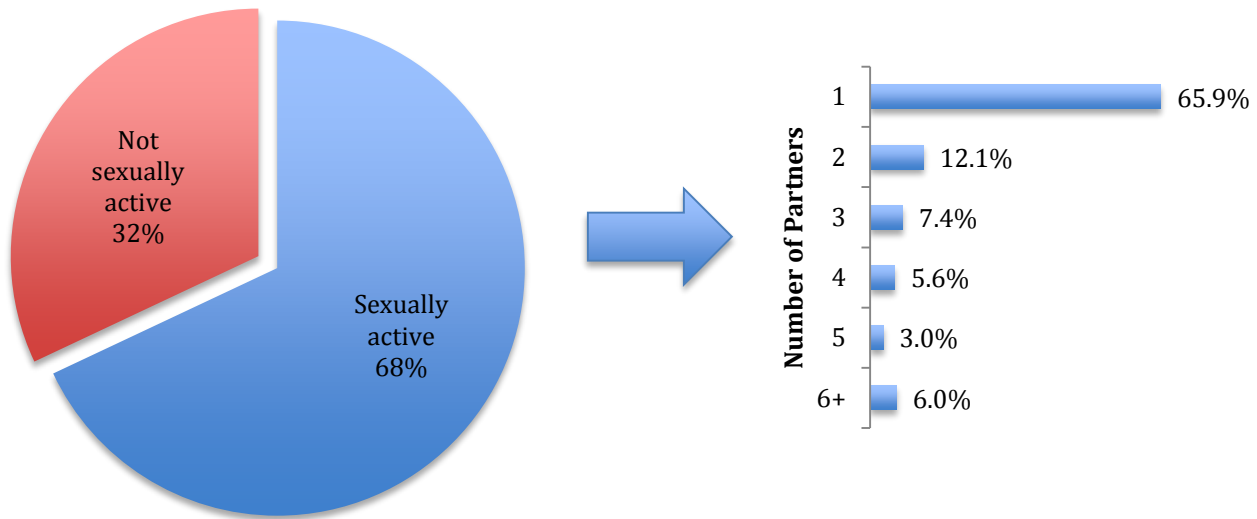 Not
sexually
active
32%
Sexually
active
68%
Number of Partners
1 65.9%
2 12.1%
3 7.4%
4 5.6%
5 3.0%
6+ 6.0%